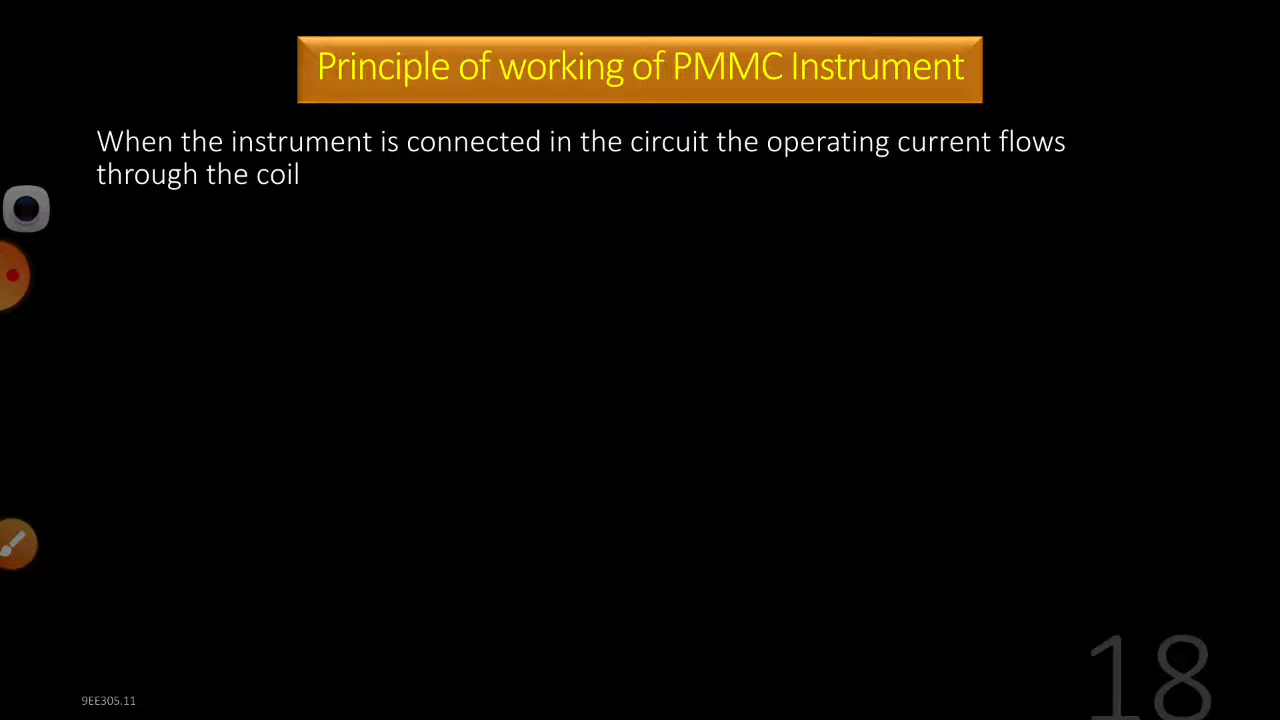 Principle of working of PMMC Instrument
When the instrument is connected in the circuit the operating current flows
through the coil
9EE305.11
18